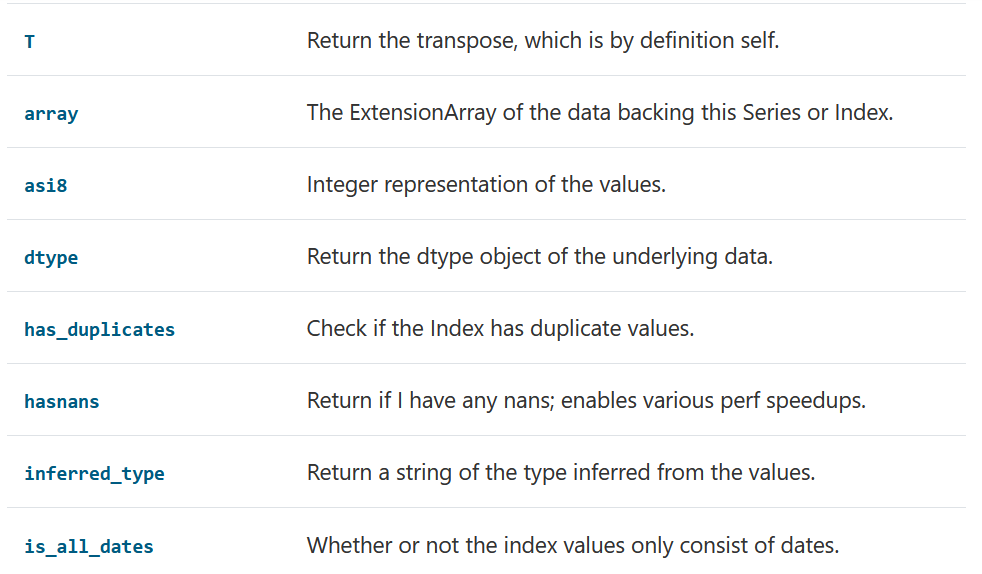 T Return the transpose, which is by definition self.
array The ExtensionArray of the data backing this Series or Index.
asi8 Integer representation of the values.
dtype Return the dtype object of the underlying data.
has_duplicates Check if the Index has duplicate values.
hasnans Return if I have any nans; enables various perf speedups.
inferred_type Return a string of the type inferred from the values.
is_all_dates Whether or not the index values only consist of dates.